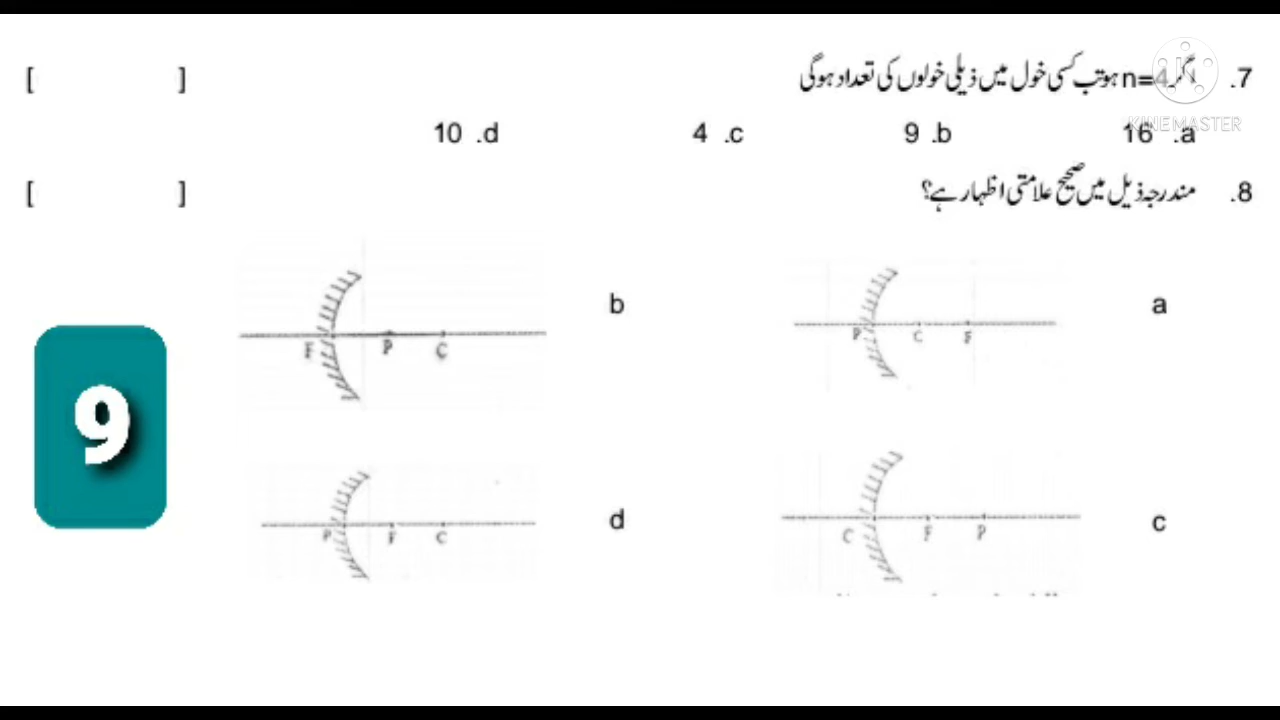 7. اگر n=4 ہو تب کسی خول میں ذیلی خولوں کی تعداد ہوگی [ ]
a. 16 b. 9 c. 4 d. 10
KINEMASTER
8. مندرجہ ذیل میں صحیح علامتی اظہار ہے؟ [ ]
a
P C F
b
F P C
c
C F P
d
P F C
9